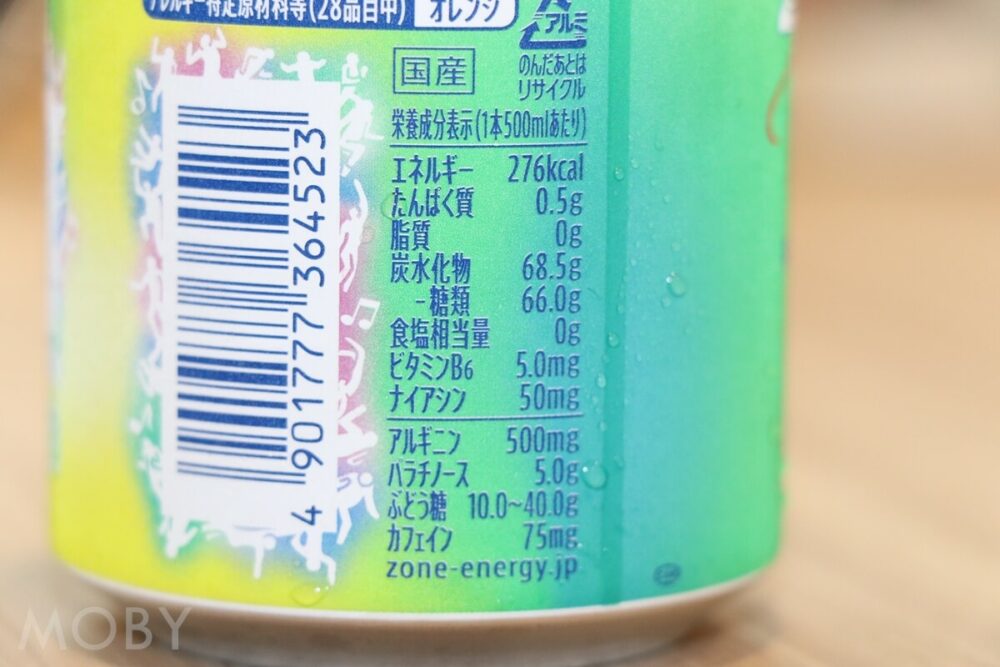 アレルギー特定原材料等(28品目中) オレンジ
アルミ
国産
のんだあとは
リサイクル
栄養成分表示(1本500mlあたり)
エネルギー 276kcal
たんぱく質 0.5g
脂質 0g
炭水化物 68.5g
-糖類 66.0g
食塩相当量 0g
ビタミンB6 5.0mg
ナイアシン 50mg
アルギニン 500mg
パラチノース 5.0g
ぶどう糖 10.0~40.0g
カフェイン 75mg
zone-energy.jp
4 901777 364523
MOBY